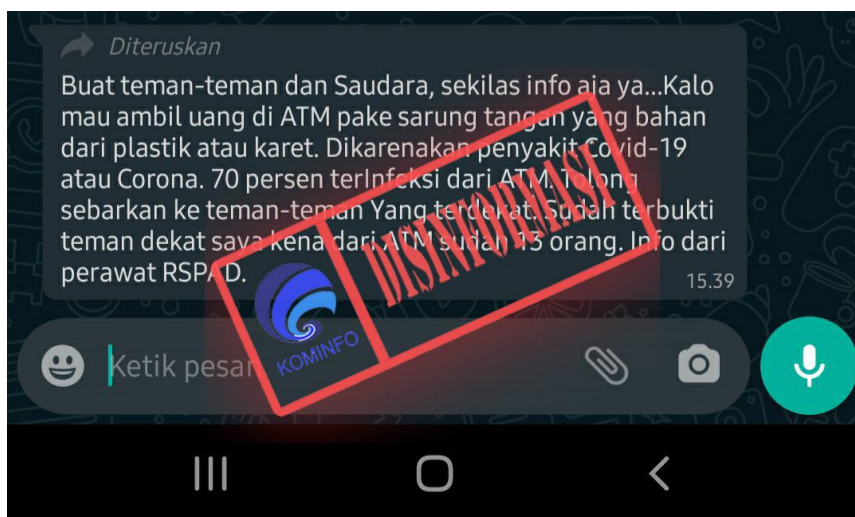 Diteruskan
Buat teman-teman dan Saudara, sekilas info aja ya...Kalo
mau ambil uang di ATM pake sarung tangan yang bahan
dari plastik atau karet. Dikarenakan penyakit Covid-19
atau Corona. 70 persen terInfeksi dari ATM. Tolong
sebarkan ke teman-teman Yang terdekat. Sudah terbukti
teman dekat saya kena dari ATM sudah 13 orang. Info dari
perawat RSPAD.
15.39
DISINFORMASI
KOMINFO
Ketik pesan